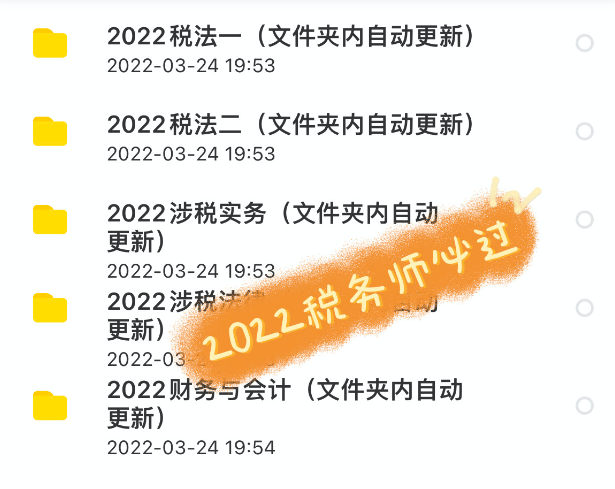 2022税法一（文件夹内自动更新）
2022-03-24 19:53
2022税法二（文件夹内自动更新）
2022-03-24 19:53
2022涉税实务（文件夹内自动
更新）
2022-03-24 19:53
2022涉税法律
自动
更新）
2022-03-2
2022税务师必过
2022财务与会计（文件夹内自动
更新）
2022-03-24 19:54